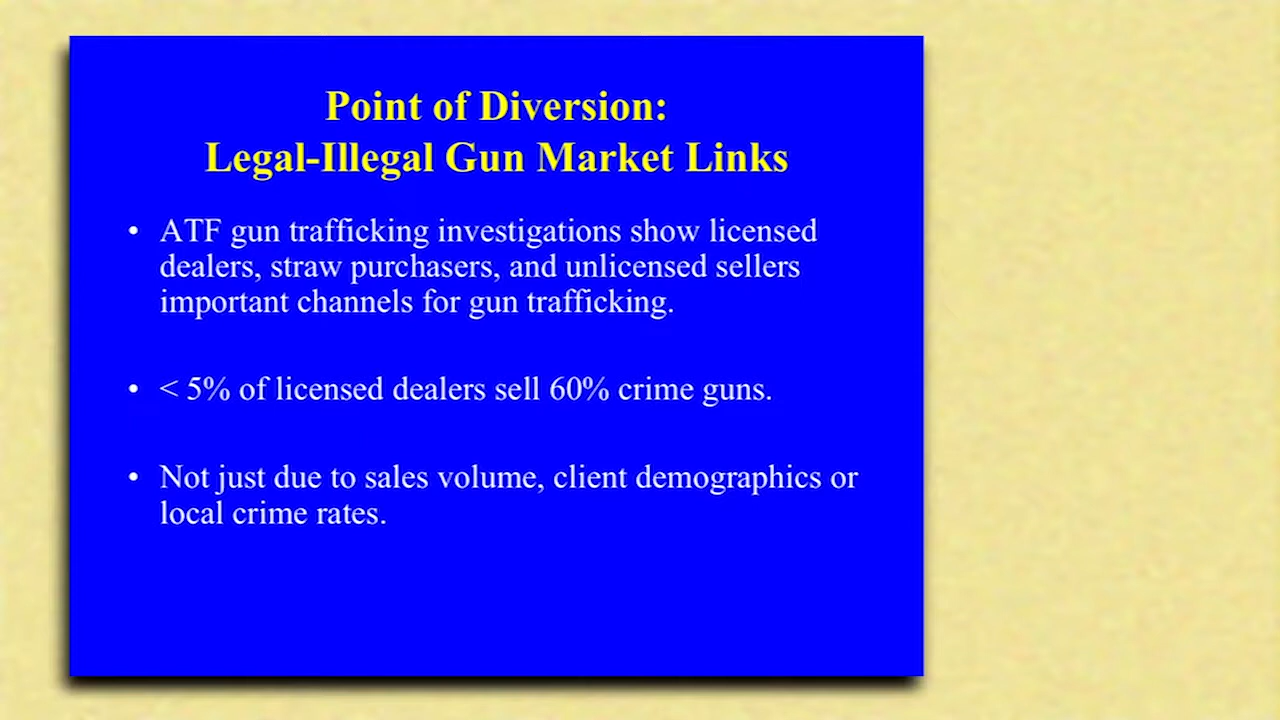 Point of Diversion:
Legal-Illegal Gun Market Links
• ATF gun trafficking investigations show licensed
dealers, straw purchasers, and unlicensed sellers
important channels for gun trafficking.
• < 5% of licensed dealers sell 60% crime guns.
• Not just due to sales volume, client demographics or
local crime rates.